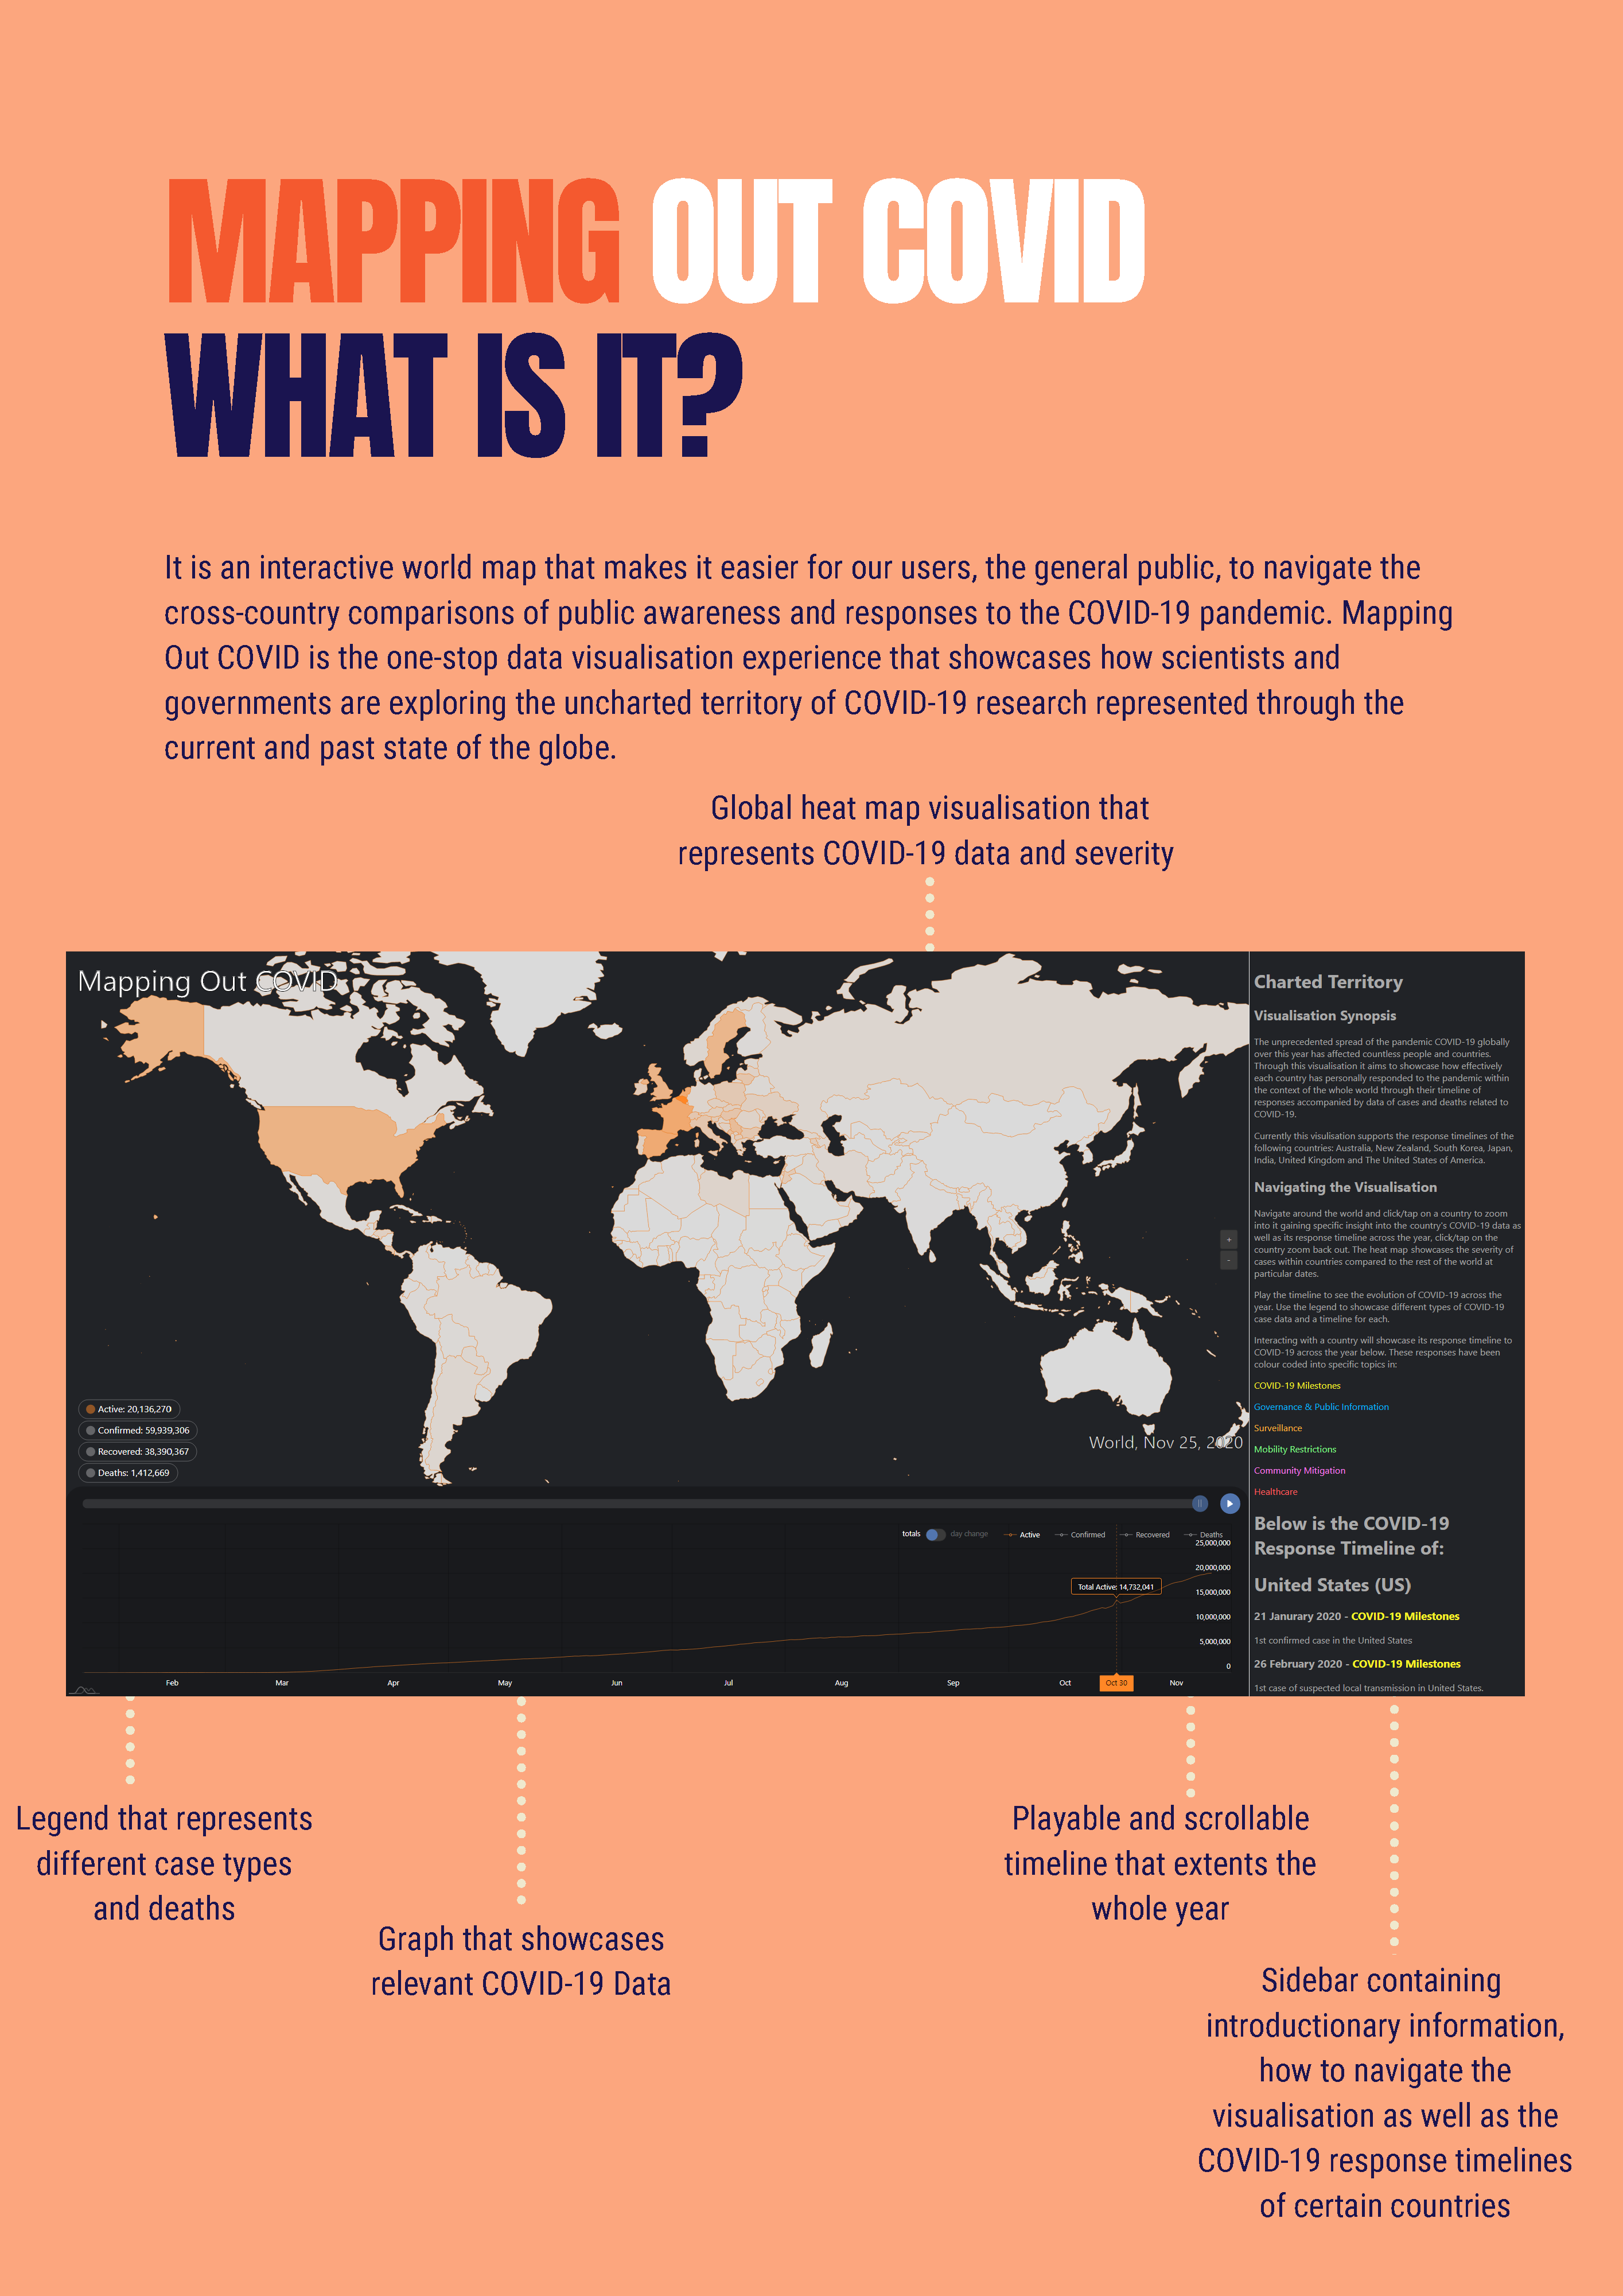 MAPPING OUT COVID
WHAT IS IT?
It is an interactive world map that makes it easier for our users, the general public, to navigate the
cross-country comparisons of public awareness and responses to the COVID-19 pandemic. Mapping
Out COVID is the one-stop data visualisation experience that showcases how scientists and
governments are exploring the uncharted territory of COVID-19 research represented through the
current and past state of the globe.
Global heat map visualisation that
represents COVID-19 data and severity
Mapping Out COVID
Active: 20,136,270
Confirmed: 59,939,306
Recovered: 38,390,367
Deaths: 1,412,669
+
-
World, Nov 25, 2020
totals day change Active Confirmed Recovered Deaths
25,000,000
20,000,000
Total Active: 14,732,041
15,000,000
10,000,000
5,000,000
0
Feb Mar Apr May Jun Jul Aug Sep Oct Oct 30 Nov
Charted Territory
Visualisation Synopsis
The unprecedented spread of the pandemic COVID-19 globally
over this year has affected countless people and countries.
Through this visualisation it aims to showcase how effectively
each country has personally responded to the pandemic within
the context of the whole world through their timeline of
responses accompanied by data of cases and deaths related to
COVID-19.
Currently this visulisation supports the response timelines of the
following countries: Australia, New Zealand, South Korea, Japan,
India, United Kingdom and The United States of America.
Navigating the Visualisation
Navigate around the world and click/tap on a country to zoom
into it gaining specific insight into the country's COVID-19 data as
well as its response timeline across the year, click/tap on the
country zoom back out. The heat map showcases the severity of
cases within countries compared to the rest of the world at
particular dates.
Play the timeline to see the evolution of COVID-19 across the
year. Use the legend to showcase different types of COVID-19
case data and a timeline for each.
Interacting with a country will showcase its response timeline to
COVID-19 across the year below. These responses have been
colour coded into specific topics in:
COVID-19 Milestones
Governance & Public Information
Surveillance
Mobility Restrictions
Community Mitigation
Healthcare
Below is the COVID-19
Response Timeline of:
United States (US)
21 Janurary 2020 - COVID-19 Milestones
1st confirmed case in the United States
26 February 2020 - COVID-19 Milestones
1st case of suspected local transmission in United States.
Legend that represents
different case types
and deaths
Graph that showcases
relevant COVID-19 Data
Playable and scrollable
timeline that extents the
whole year
Sidebar containing
introductionary information,
how to navigate the
visualisation as well as the
COVID-19 response timelines
of certain countries